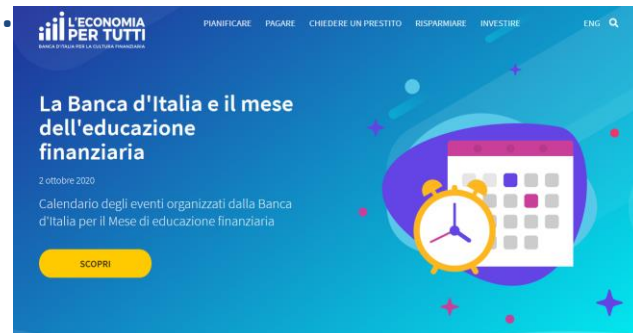 L'ECONOMIA
PER TUTTI
BANCA D'ITALIA PER LA CULTURA FINANZIARIA
PIANIFICARE PAGARE CHIEDERE UN PRESTITO RISPARMIARE INVESTIRE ENG
La Banca d'Italia e il mese
dell'educazione
finanziaria
2 ottobre 2020
Calendario degli eventi organizzati dalla Banca
d'Italia per il Mese di educazione finanziaria
SCOPRI